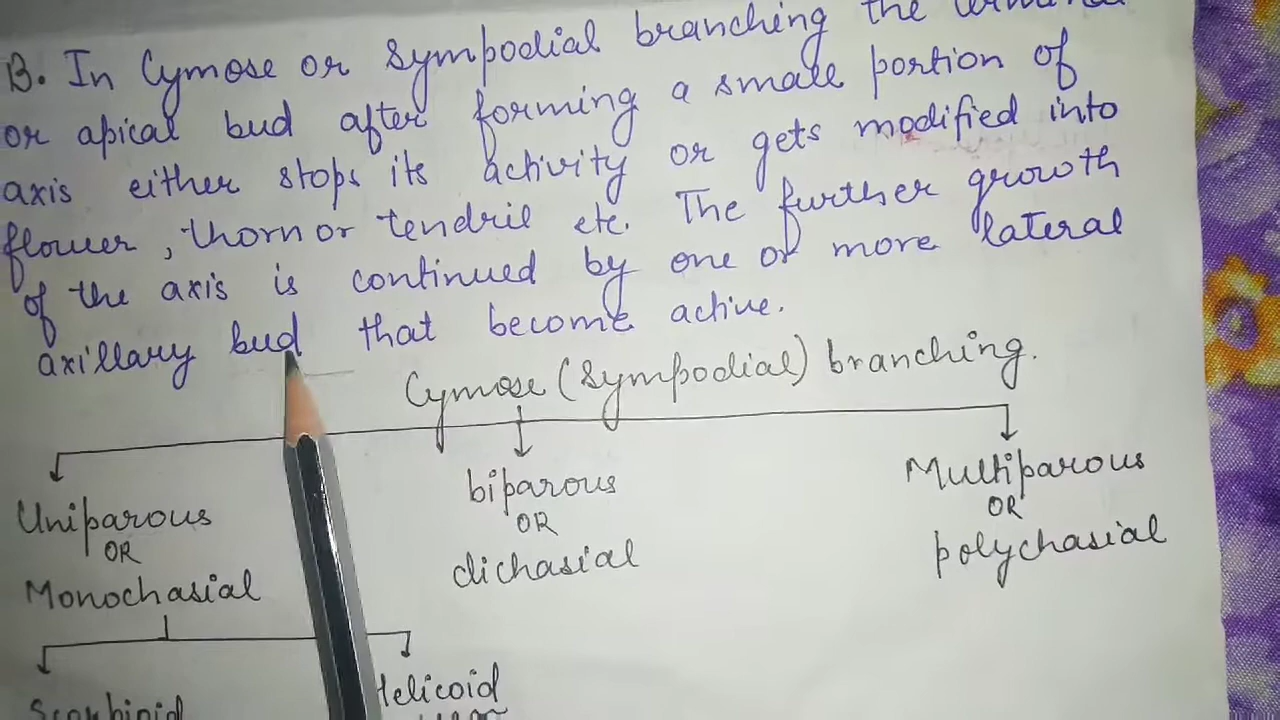 B. In Cymose or Sympodial branching the
or apical bud after forming a small portion of
axis either stops its activity or gets modified into
flower, thorn or tendril etc. The further growth
of the axis is continued by one or more lateral
axillary bud that become active.
Cymose (Sympodial) branching.
Uniparous
OR
Monochasial
biparous
OR
dichasial
Multiparous
OR
polychasial
Helicoid